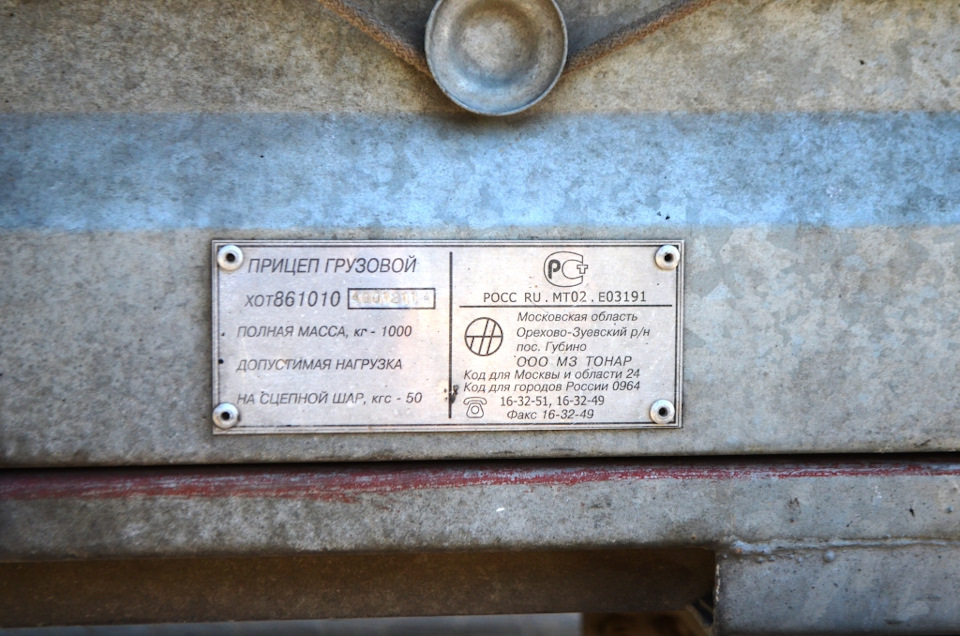 ПРИЦЕП ГРУЗОВОЙ
ХОТ861010
ПОЛНАЯ МАССА, кг - 1000
ДОПУСТИМАЯ НАГРУЗКА
НА СЦЕПНОЙ ШАР, кгс - 50
РСТ
РОСС RU. МТ02. Е03191
Московская область
Орехово-Зуевский р/н
пос. Губино
ООО МЗ ТОНАР
Код для Москвы и области 24
Код для городов России 0964
16-32-51, 16-32-49
Факс 16-32-49